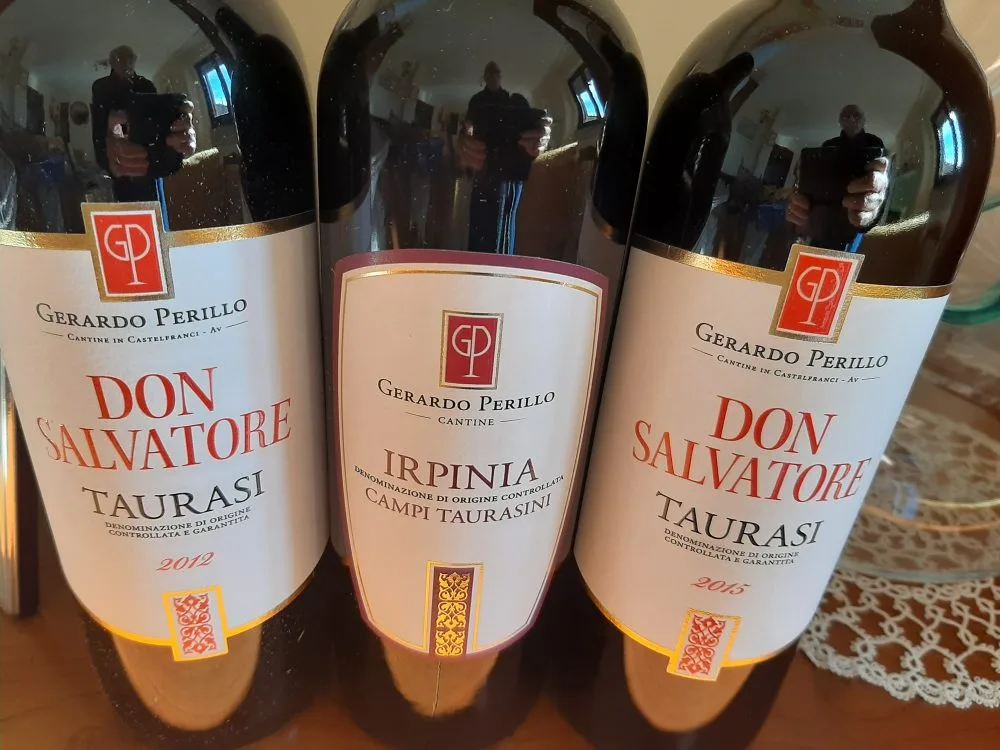 GP
GERARDO PERILLO
CANTINE IN CASTELFRANCI - AV
DON
SALVATORE
TAURASI
DENOMINAZIONE DI ORIGINE
CONTROLLATA E GARANTITA
2012
GP
GERARDO PERILLO
CANTINE
IRPINIA
DENOMINAZIONE DI ORIGINE CONTROLLATA
CAMPI TAURASINI
GP
GERARDO PERILLO
CANTINE IN CASTELFRANCI - AV
DON
SALVATORE
TAURASI
DENOMINAZIONE DI ORIGINE
CONTROLLATA E GARANTITA
2015